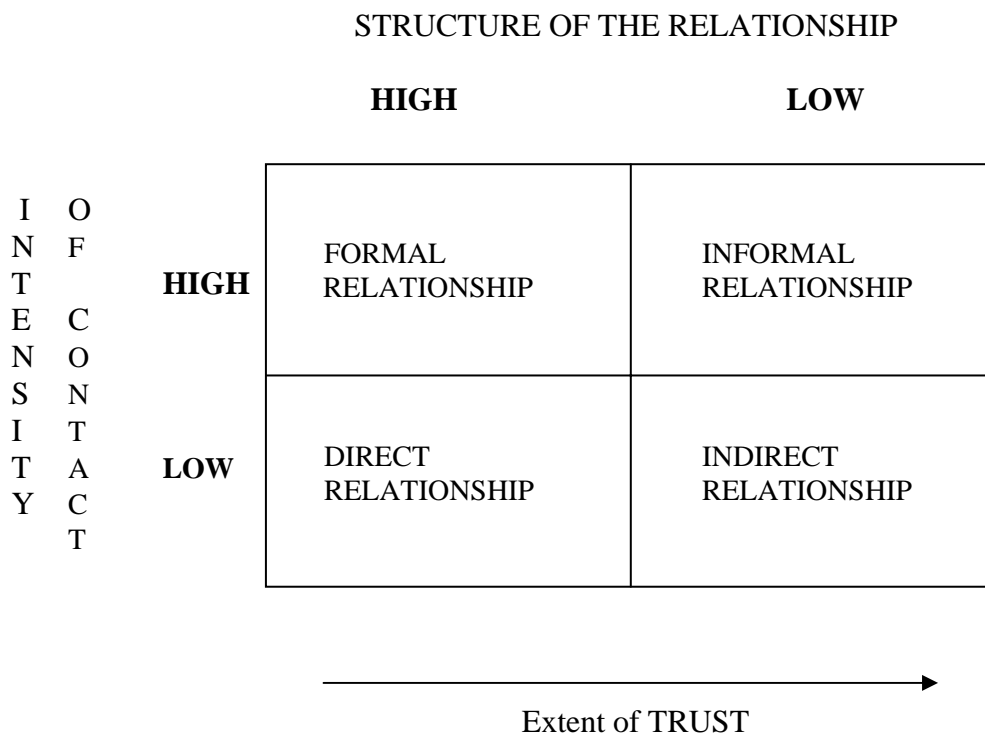 STRUCTURE OF THE RELATIONSHIP
HIGH LOW
INTENSITY
OF CONTACT
HIGH
FORMAL
RELATIONSHIP
INFORMAL
RELATIONSHIP
LOW
DIRECT
RELATIONSHIP
INDIRECT
RELATIONSHIP
Extent of TRUST